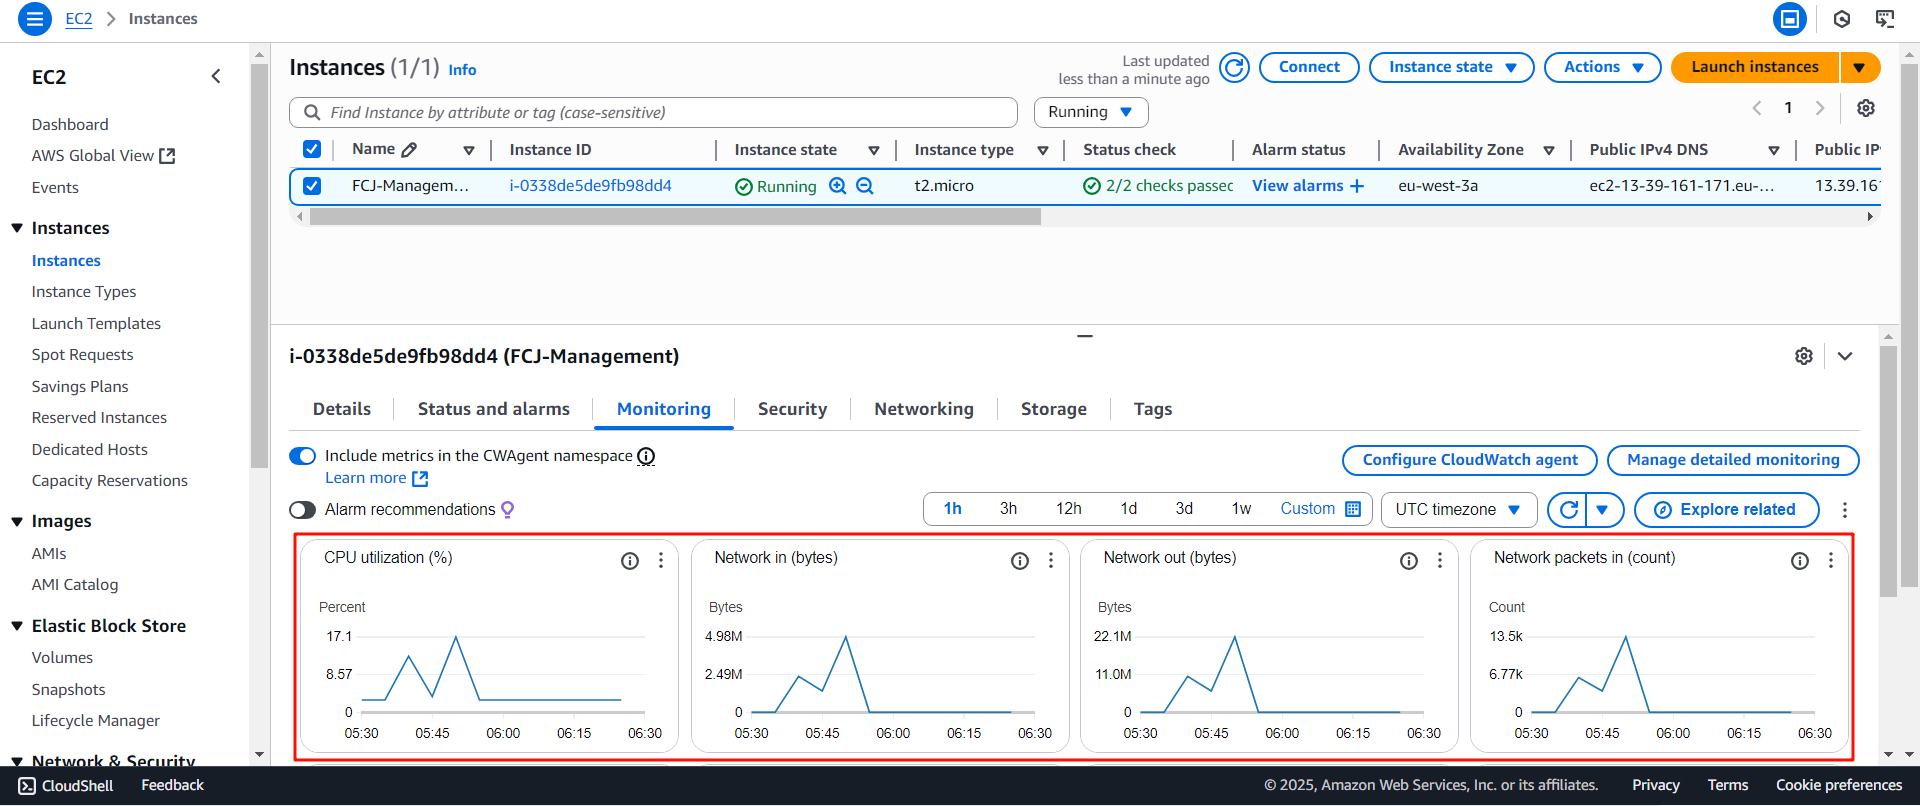 EC2 > Instances
EC2
Dashboard
AWS Global View
Events
Instances
Instances
Instance Types
Launch Templates
Spot Requests
Savings Plans
Reserved Instances
Dedicated Hosts
Capacity Reservations
Images
AMIs
AMI Catalog
Elastic Block Store
Volumes
Snapshots
Lifecycle Manager
Network & Security
Instances (1/1) Info
Last updated
less than a minute ago
Connect
Instance state
Actions
Launch instances
Find Instance by attribute or tag (case-sensitive)
Running
1
Name Instance ID Instance state Instance type Status check Alarm status Availability Zone Public IPv4 DNS Public IP
FCJ-Managem... i-0338de5de9fb98dd4 Running t2.micro 2/2 checks passec View alarms + eu-west-3a ec2-13-39-161-171.eu-... 13.39.161
i-0338de5de9fb98dd4 (FCJ-Management)
Details Status and alarms Monitoring Security Networking Storage Tags
Include metrics in the CWAgent namespace
Learn more
Configure CloudWatch agent
Manage detailed monitoring
Alarm recommendations
1h 3h 12h 1d 3d 1w Custom
UTC timezone
Explore related
CPU utilization (%)
Percent
17.1
8.57
0
05:30 05:45 06:00 06:15 06:30
Network in (bytes)
Bytes
4.98M
2.49M
0
05:30 05:45 06:00 06:15 06:30
Network out (bytes)
Bytes
22.1M
11.0M
0
05:30 05:45 06:00 06:15 06:30
Network packets in (count)
Count
13.5k
6.77k
0
05:30 05:45 06:00 06:15 06:30
CloudShell Feedback
© 2025, Amazon Web Services, Inc. or its affiliates. Privacy Terms Cookie preferences